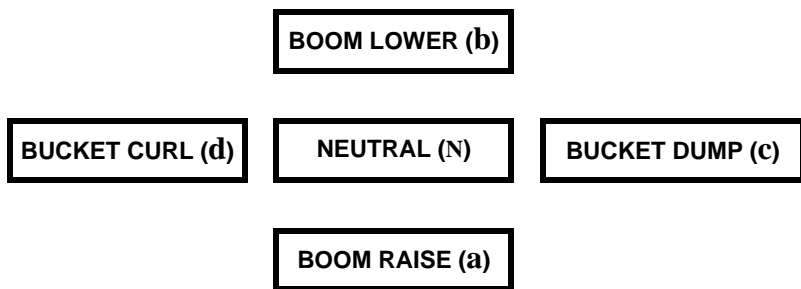 BOOM LOWER (b)
BUCKET CURL (d)
NEUTRAL (N)
BUCKET DUMP (c)
BOOM RAISE (a)